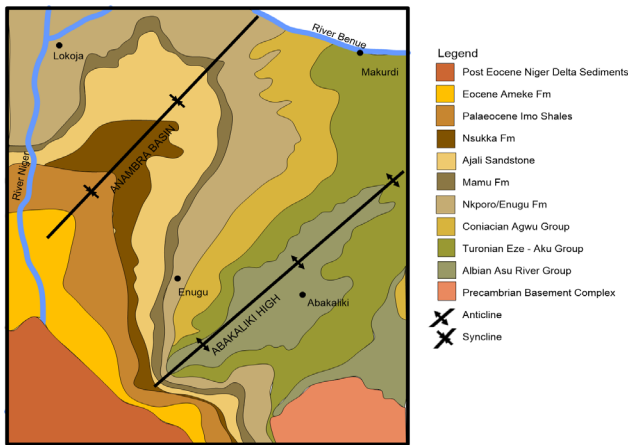 River Benue
Lokoja
Makurdi
River Niger
ANAMBRA BASIN
Enugu
Abakaliki
ABAKALIKI HIGH
Legend
Post Eocene Niger Delta Sediments
Eocene Ameke Fm
Palaeocene Imo Shales
Nsukka Fm
Ajali Sandstone
Mamu Fm
Nkporo/Enugu Fm
Coniacian Agwu Group
Turonian Eze - Aku Group
Albian Asu River Group
Precambrian Basement Complex
Anticline
Syncline